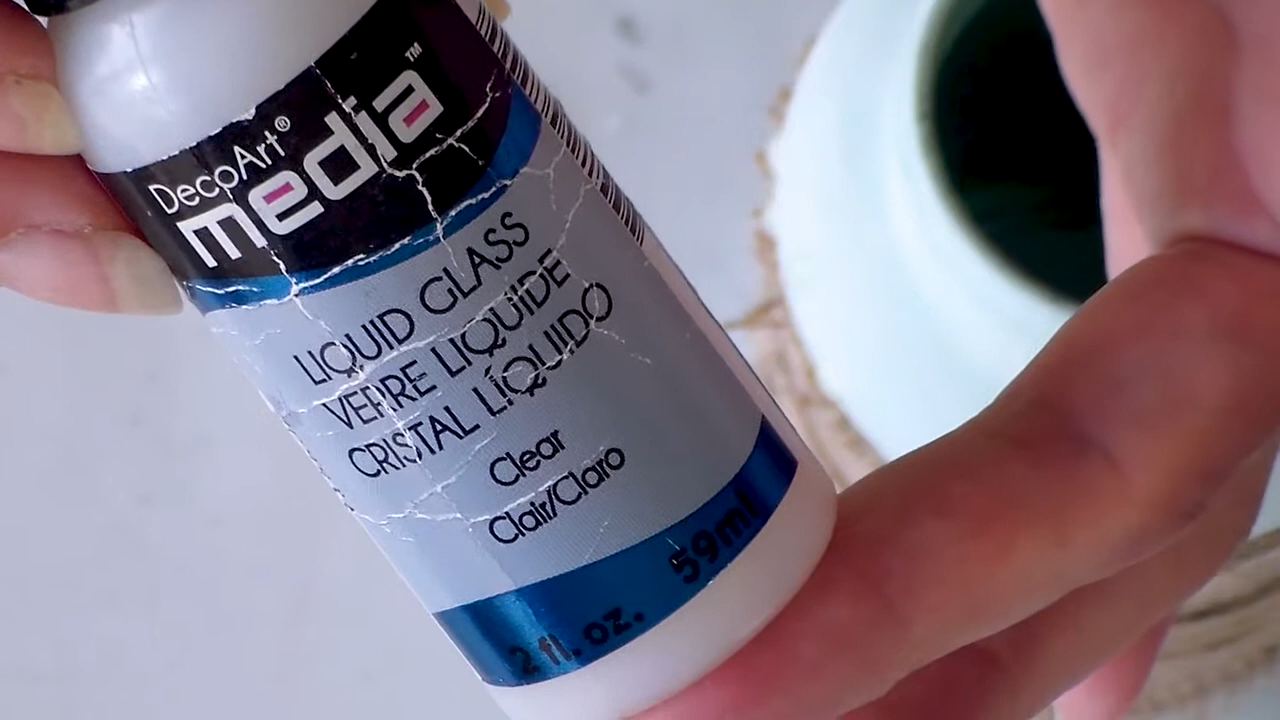 DecoArt®
media™
LIQUID GLASS
VERRE LIQUIDE
CRISTAL LÍQUIDO
Clear
Clair/Claro
2 fl. oz. 59ml